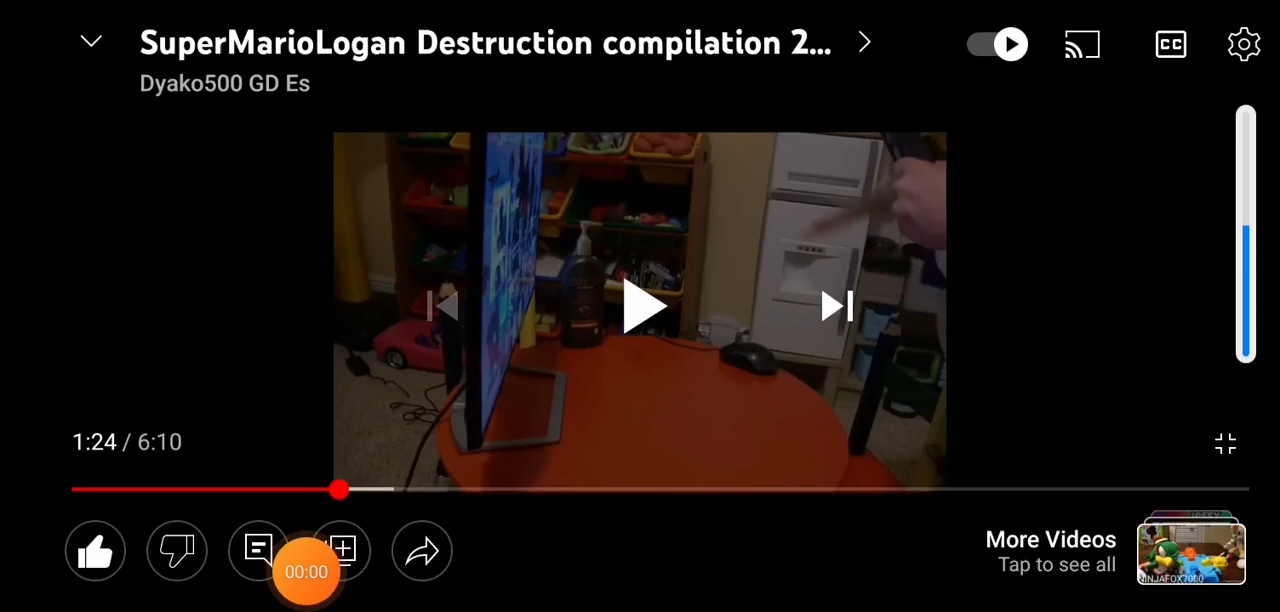 SuperMarioLogan Destruction compilation 2...
Dyako500 GD Es
CC
1:24 / 6:10
More Videos
Tap to see all
NINJAFOX7000
00:00